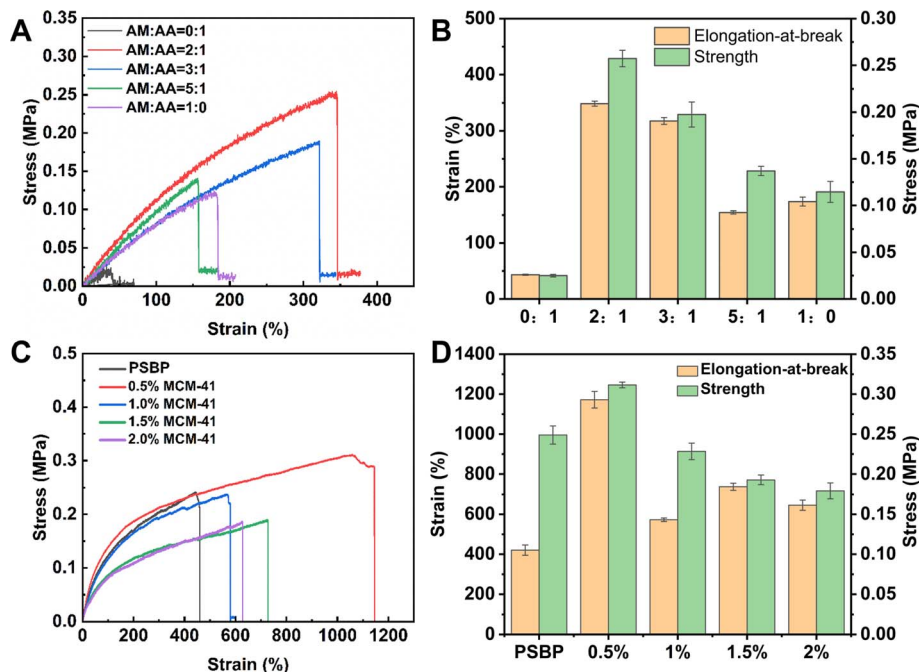 A
AM:AA=0:1
AM:AA=2:1
AM:AA=3:1
AM:AA=5:1
AM:AA=1:0
Stress (MPa)
0.35
0.30
0.25
0.20
0.15
0.10
0.05
0.00
0 100 200 300 400
Strain (%)
B
Elongation-at-break
Strength
Strain (%)
500
400
300
200
100
0
0: 1 2: 1 3: 1 5: 1 1: 0
0.30
0.25
0.20
0.15
0.10
0.05
0.00
Stress (MPa)
C
PSBP
0.5% MCM-41
1.0% MCM-41
1.5% MCM-41
2.0% MCM-41
Stress (MPa)
0.5
0.4
0.3
0.2
0.1
0.0
0 200 400 600 800 1000 1200
Strain (%)
D
Elongation-at-break
Strength
Strain (%)
1400
1200
1000
800
600
400
200
0
PSBP 0.5% 1% 1.5% 2%
0.35
0.30
0.25
0.20
0.15
0.10
0.05
0.00
Stress (MPa)